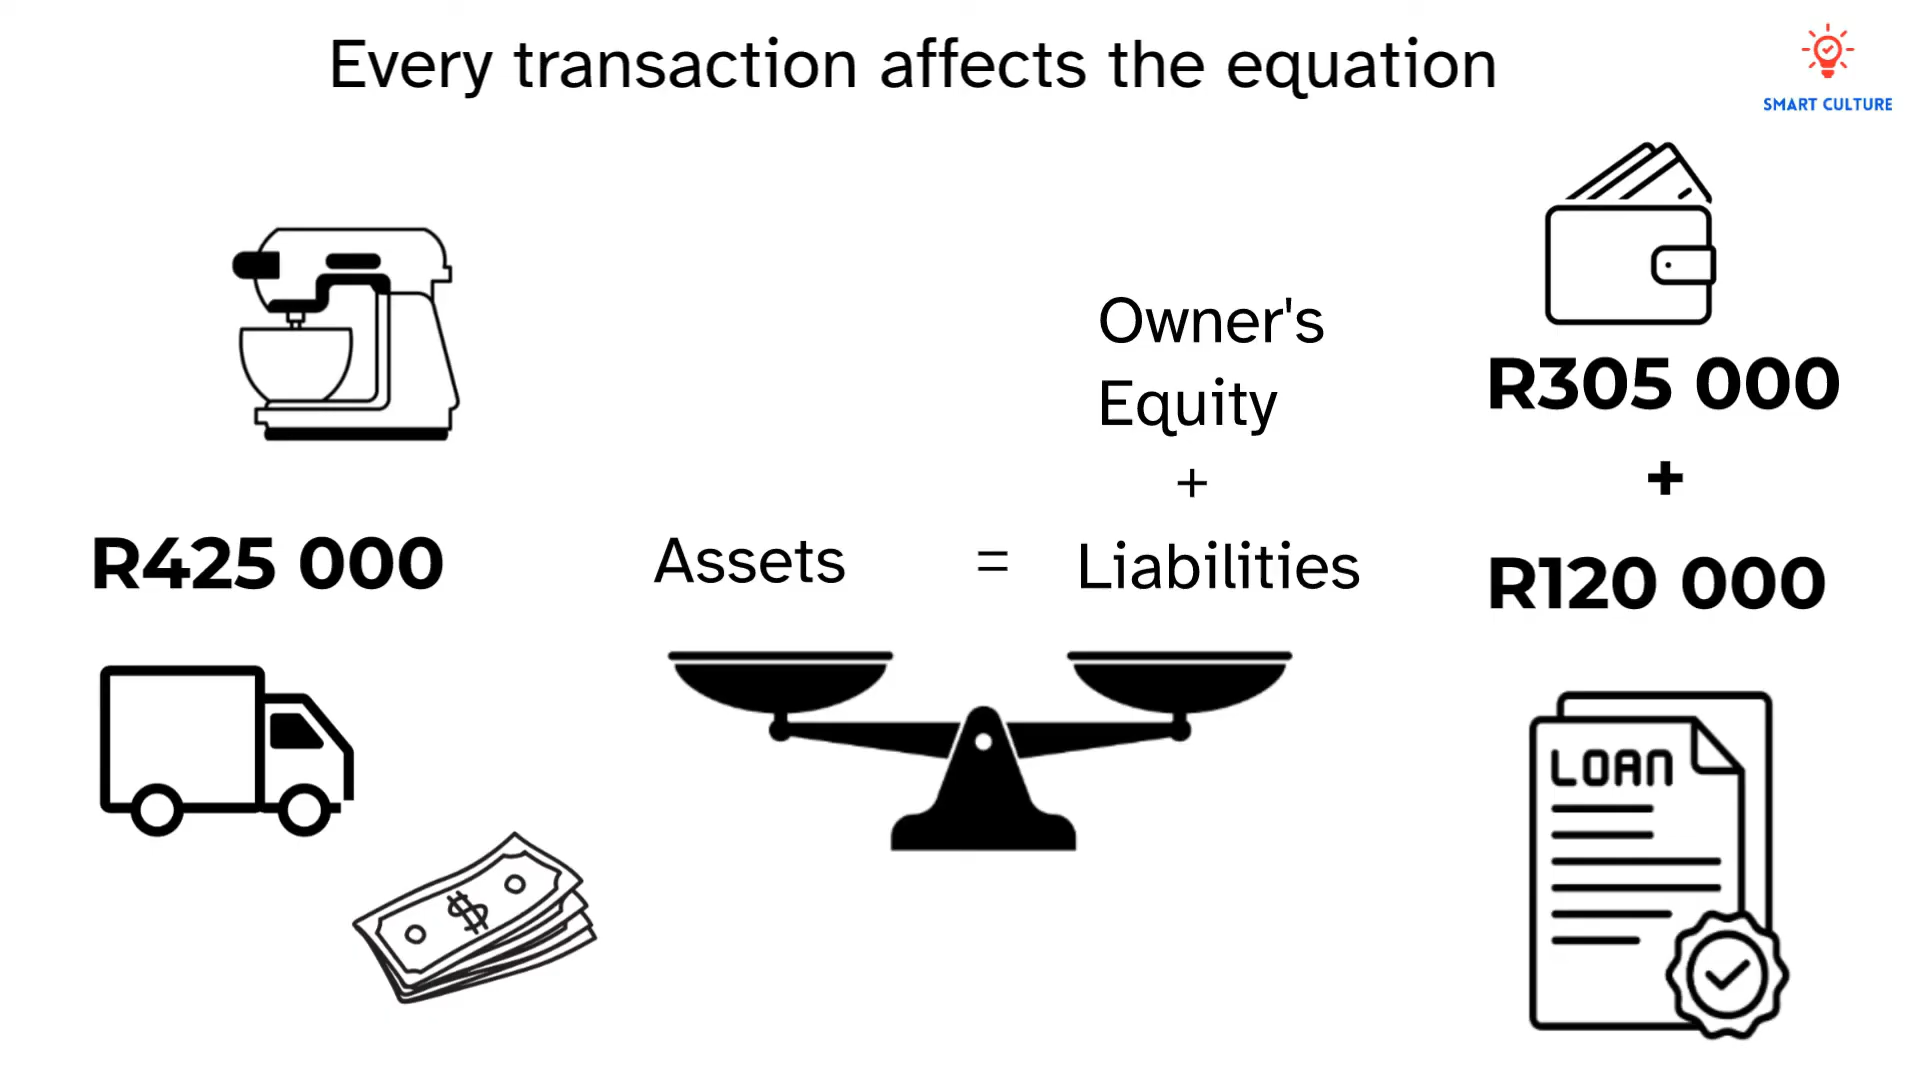 Every transaction affects the equation
SMART CULTURE
Owner's
Equity
+
Assets = Liabilities
R425 000
R305 000
+
R120 000
$
LOAN